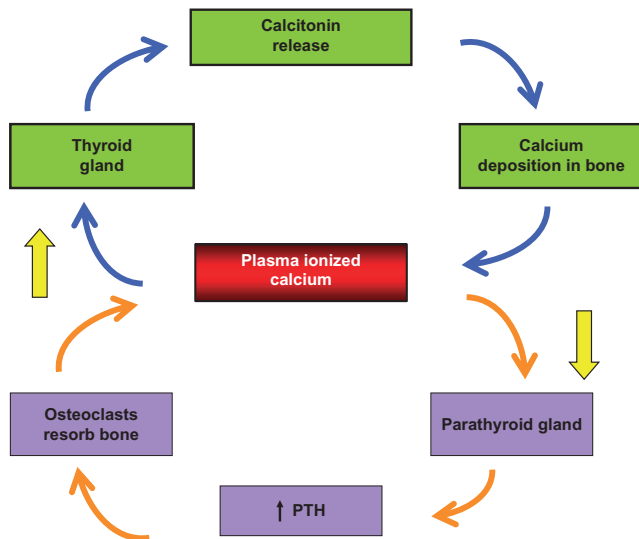 Calcitonin
release
Thyroid
gland
Calcium
deposition in bone
Plasma ionized
calcium
Osteoclasts
resorb bone
Parathyroid gland
↑ PTH